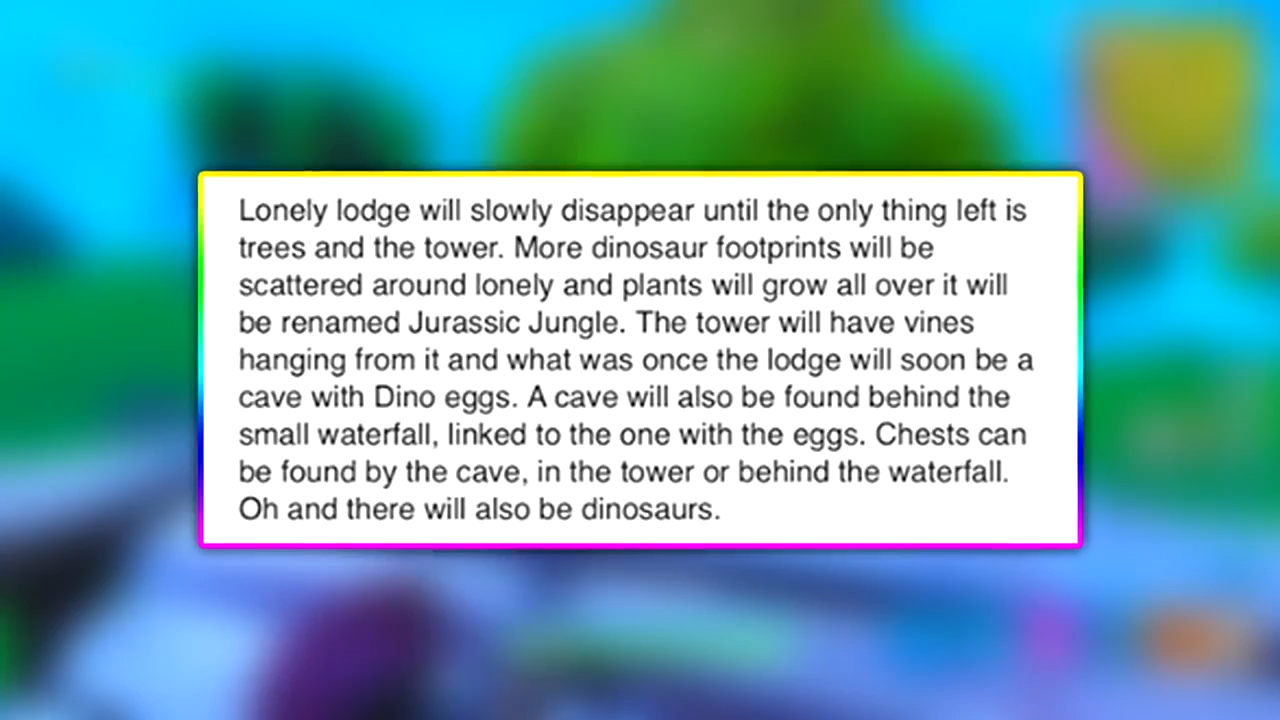 Lonely lodge will slowly disappear until the only thing left is
trees and the tower. More dinosaur footprints will be
scattered around lonely and plants will grow all over it will
be renamed Jurassic Jungle. The tower will have vines
hanging from it and what was once the lodge will soon be a
cave with Dino eggs. A cave will also be found behind the
small waterfall, linked to the one with the eggs. Chests can
be found by the cave, in the tower or behind the waterfall.
Oh and there will also be dinosaurs.